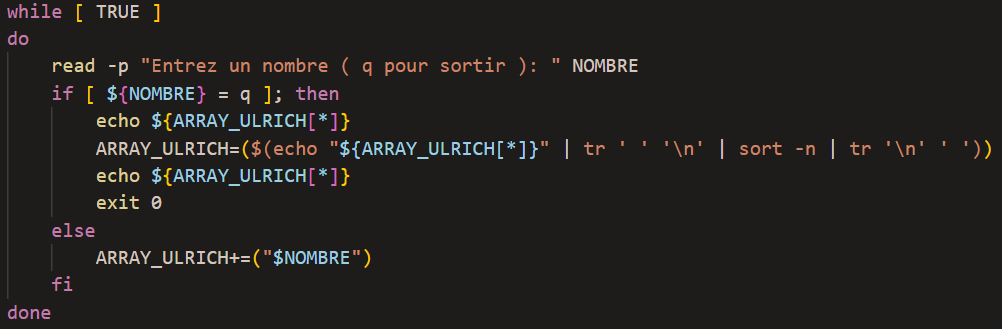 while [ TRUE ]
do
    read -p "Entrez un nombre ( q pour sortir ): " NOMBRE
    if [ ${NOMBRE} = q ]; then
        echo ${ARRAY_ULRICH[*]}
        ARRAY_ULRICH=($(echo "${ARRAY_ULRICH[*]}" | tr ' ' '\n' | sort -n | tr '\n' ' '))
        echo ${ARRAY_ULRICH[*]}
        exit 0
    else
        ARRAY_ULRICH+=("$NOMBRE")
    fi
done